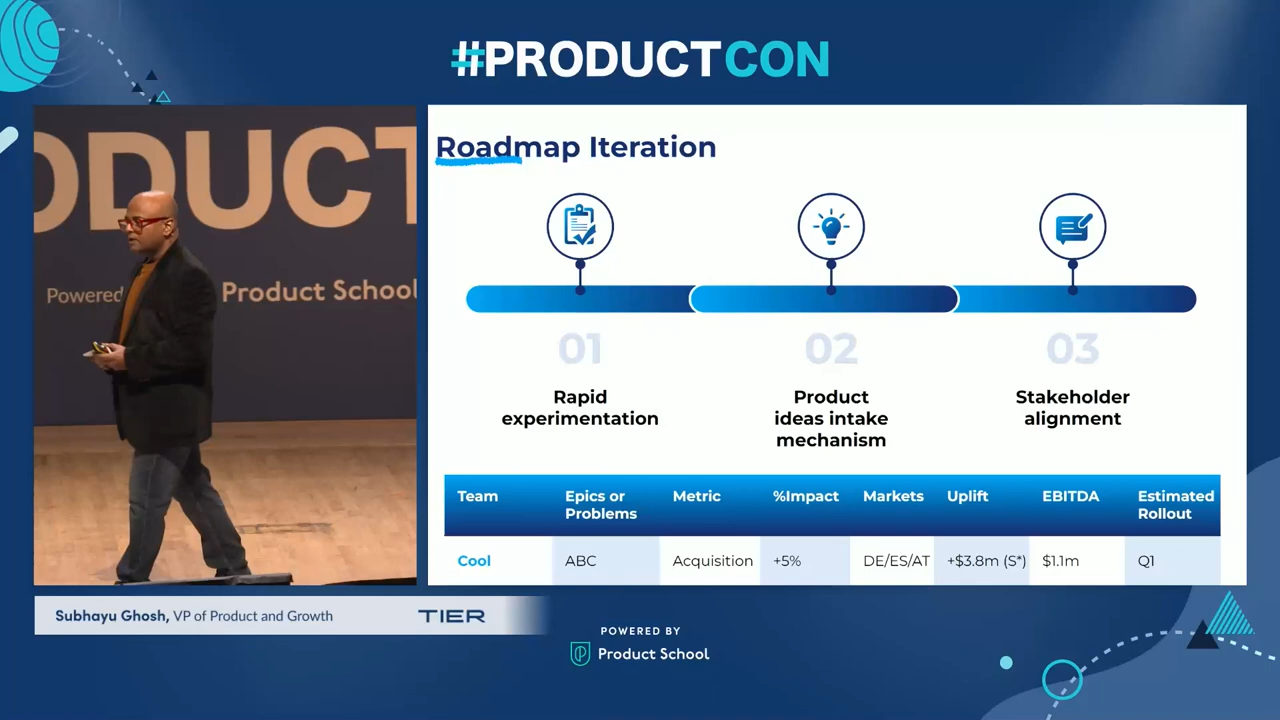 #PRODUCTCON
ODUCT
Powered
Product School
Roadmap Iteration
01
02
03
Rapid
experimentation
Product
ideas intake
mechanism
Stakeholder
alignment
Team
Epics or
Problems
Metric
%Impact
Markets
Uplift
EBITDA
Estimated
Rollout
Cool
ABC
Acquisition
+5%
DE/ES/AT
+$3.8m (S*)
$1.1m
Q1
Subhayu Ghosh, VP of Product and Growth
TIER
POWERED BY
Product School